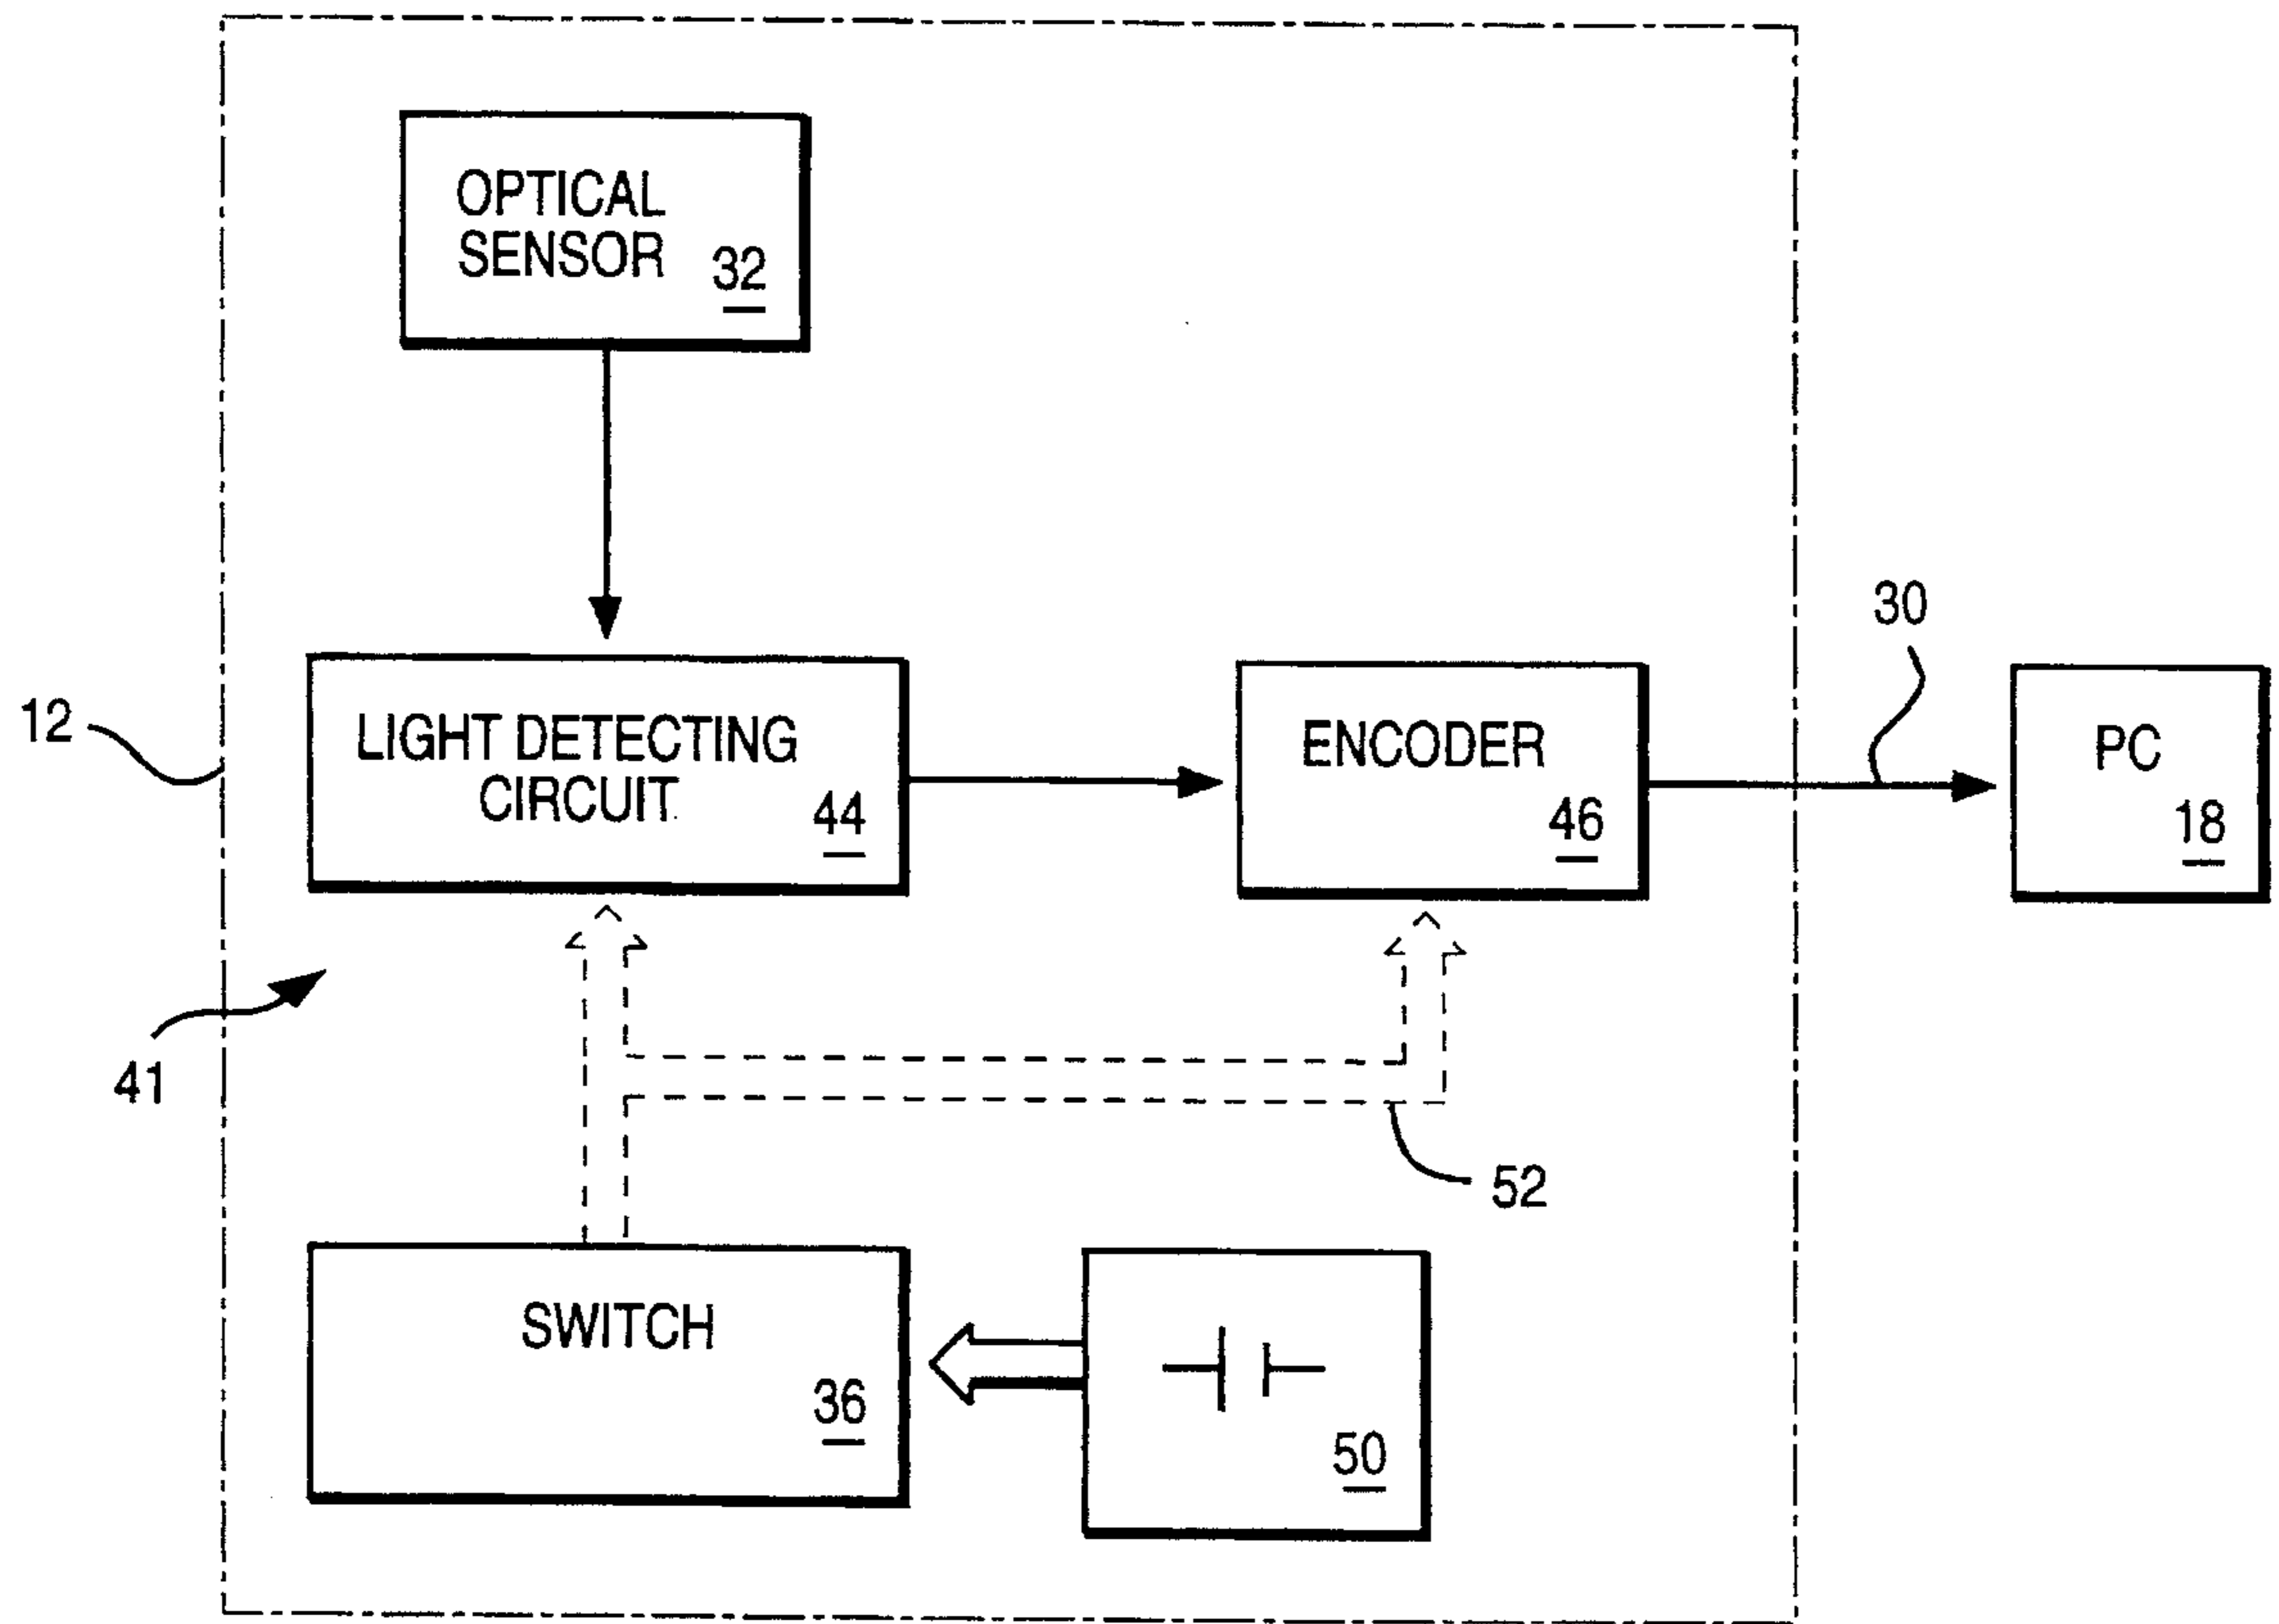 OPTICAL
SENSOR
32
30
12
LIGHT DETECTING
CIRCUIT
44
ENCODER
46
PC
18
41
52
SWITCH
36
50